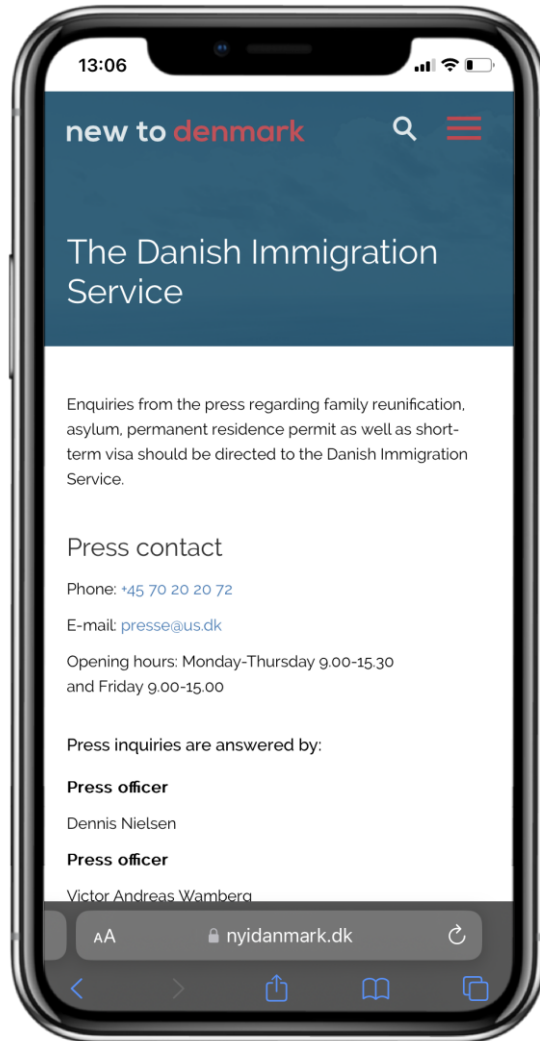 13:06
new to denmark
The Danish Immigration
Service
Enquiries from the press regarding family reunification,
asylum, permanent residence permit as well as short-
term visa should be directed to the Danish Immigration
Service.
Press contact
Phone: +45 70 20 20 72
E-mail: presse@us.dk
Opening hours: Monday-Thursday 9.00-15.30
and Friday 9.00-15.00
Press inquiries are answered by:
Press officer
Dennis Nielsen
Press officer
Victor Andreas Wamberg
AA nyidanmark.dk